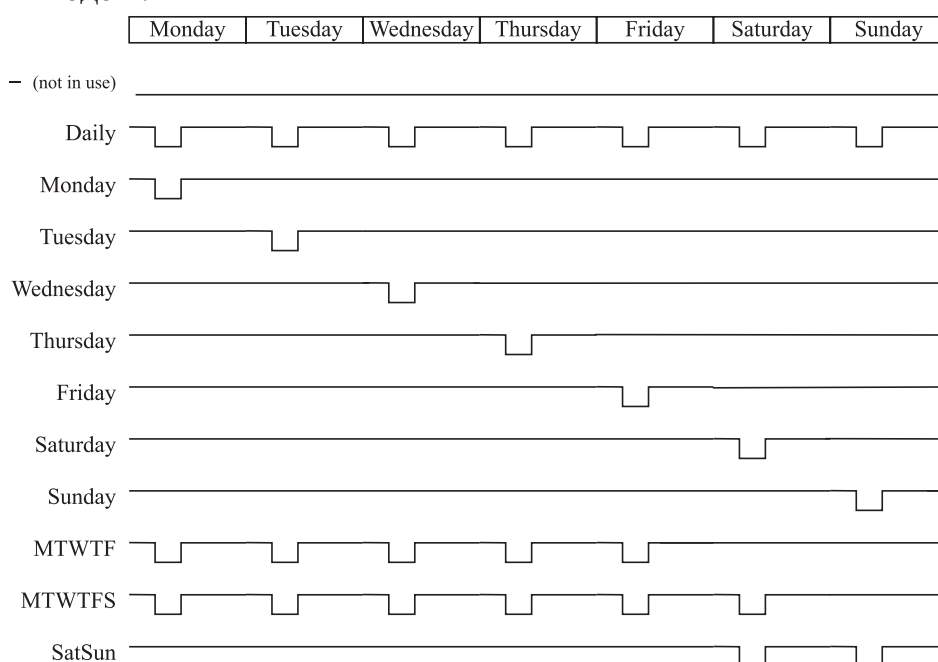 Monday Tuesday Wednesday Thursday Friday Saturday Sunday
– (not in use)
Daily
Monday
Tuesday
Wednesday
Thursday
Friday
Saturday
Sunday
MTWTF
MTWTFS
SatSun